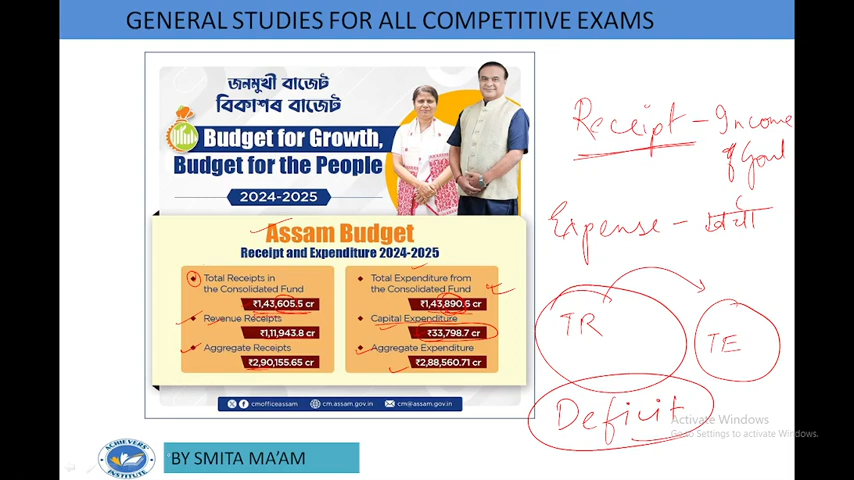 GENERAL STUDIES FOR ALL COMPETITIVE EXAMS
জনমুখী বাজেট
বিকাশৰ বাজেট
Budget for Growth,
Budget for the People
2024-2025
Assam Budget
Receipt and Expenditure 2024-2025
Total Receipts in
the Consolidated Fund
₹1,43,605.5 cr
Revenue Receipts
₹1,11,943.8 cr
Aggregate Receipts
₹2,90,155.65 cr
Total Expenditure from
the Consolidated Fund
₹1,43,890.6 cr
Capital Expenditure
₹33,798.7 cr
Aggregate Expenditure
₹2,88,560.71 cr
cmofficeassam
cm.assam.gov.in
cm@assam.gov.in
Receipt - Income
of Govt
Expense - खर्चा
TR
TE
Deficit
Activate Windows
Go to Settings to activate Windows.
ACHIEVERS'
INSTITUTE
BY SMITA MA'AM